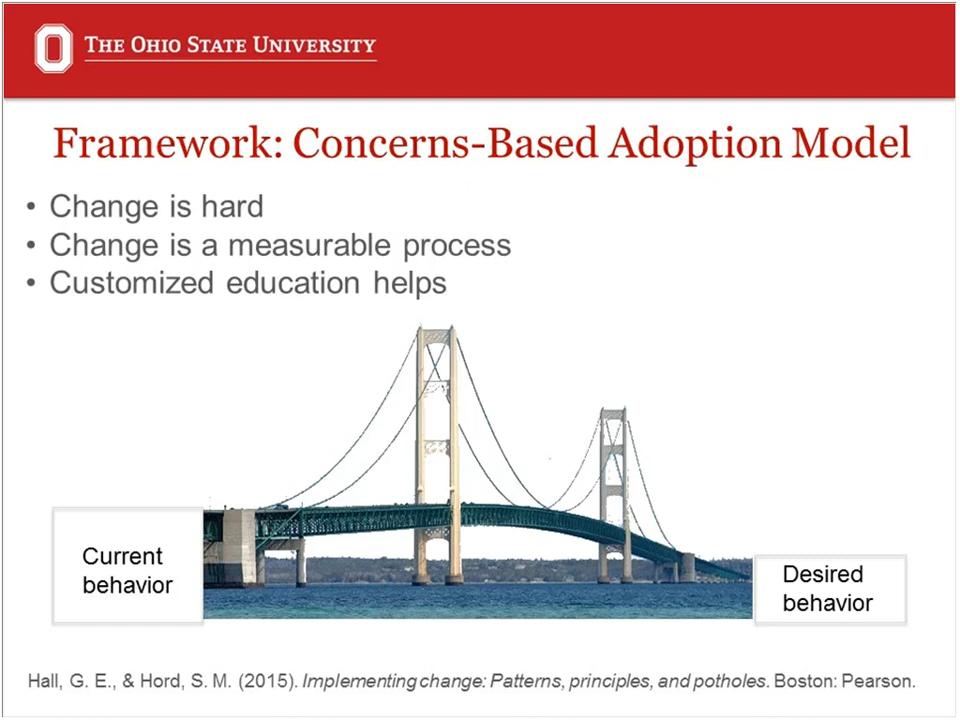 THE OHIO STATE UNIVERSITY
Framework: Concerns-Based Adoption Model
• Change is hard
• Change is a measurable process
• Customized education helps
Current
behavior
Desired
behavior
Hall, G. E., & Hord, S. M. (2015). Implementing change: Patterns, principles, and potholes. Boston: Pearson.